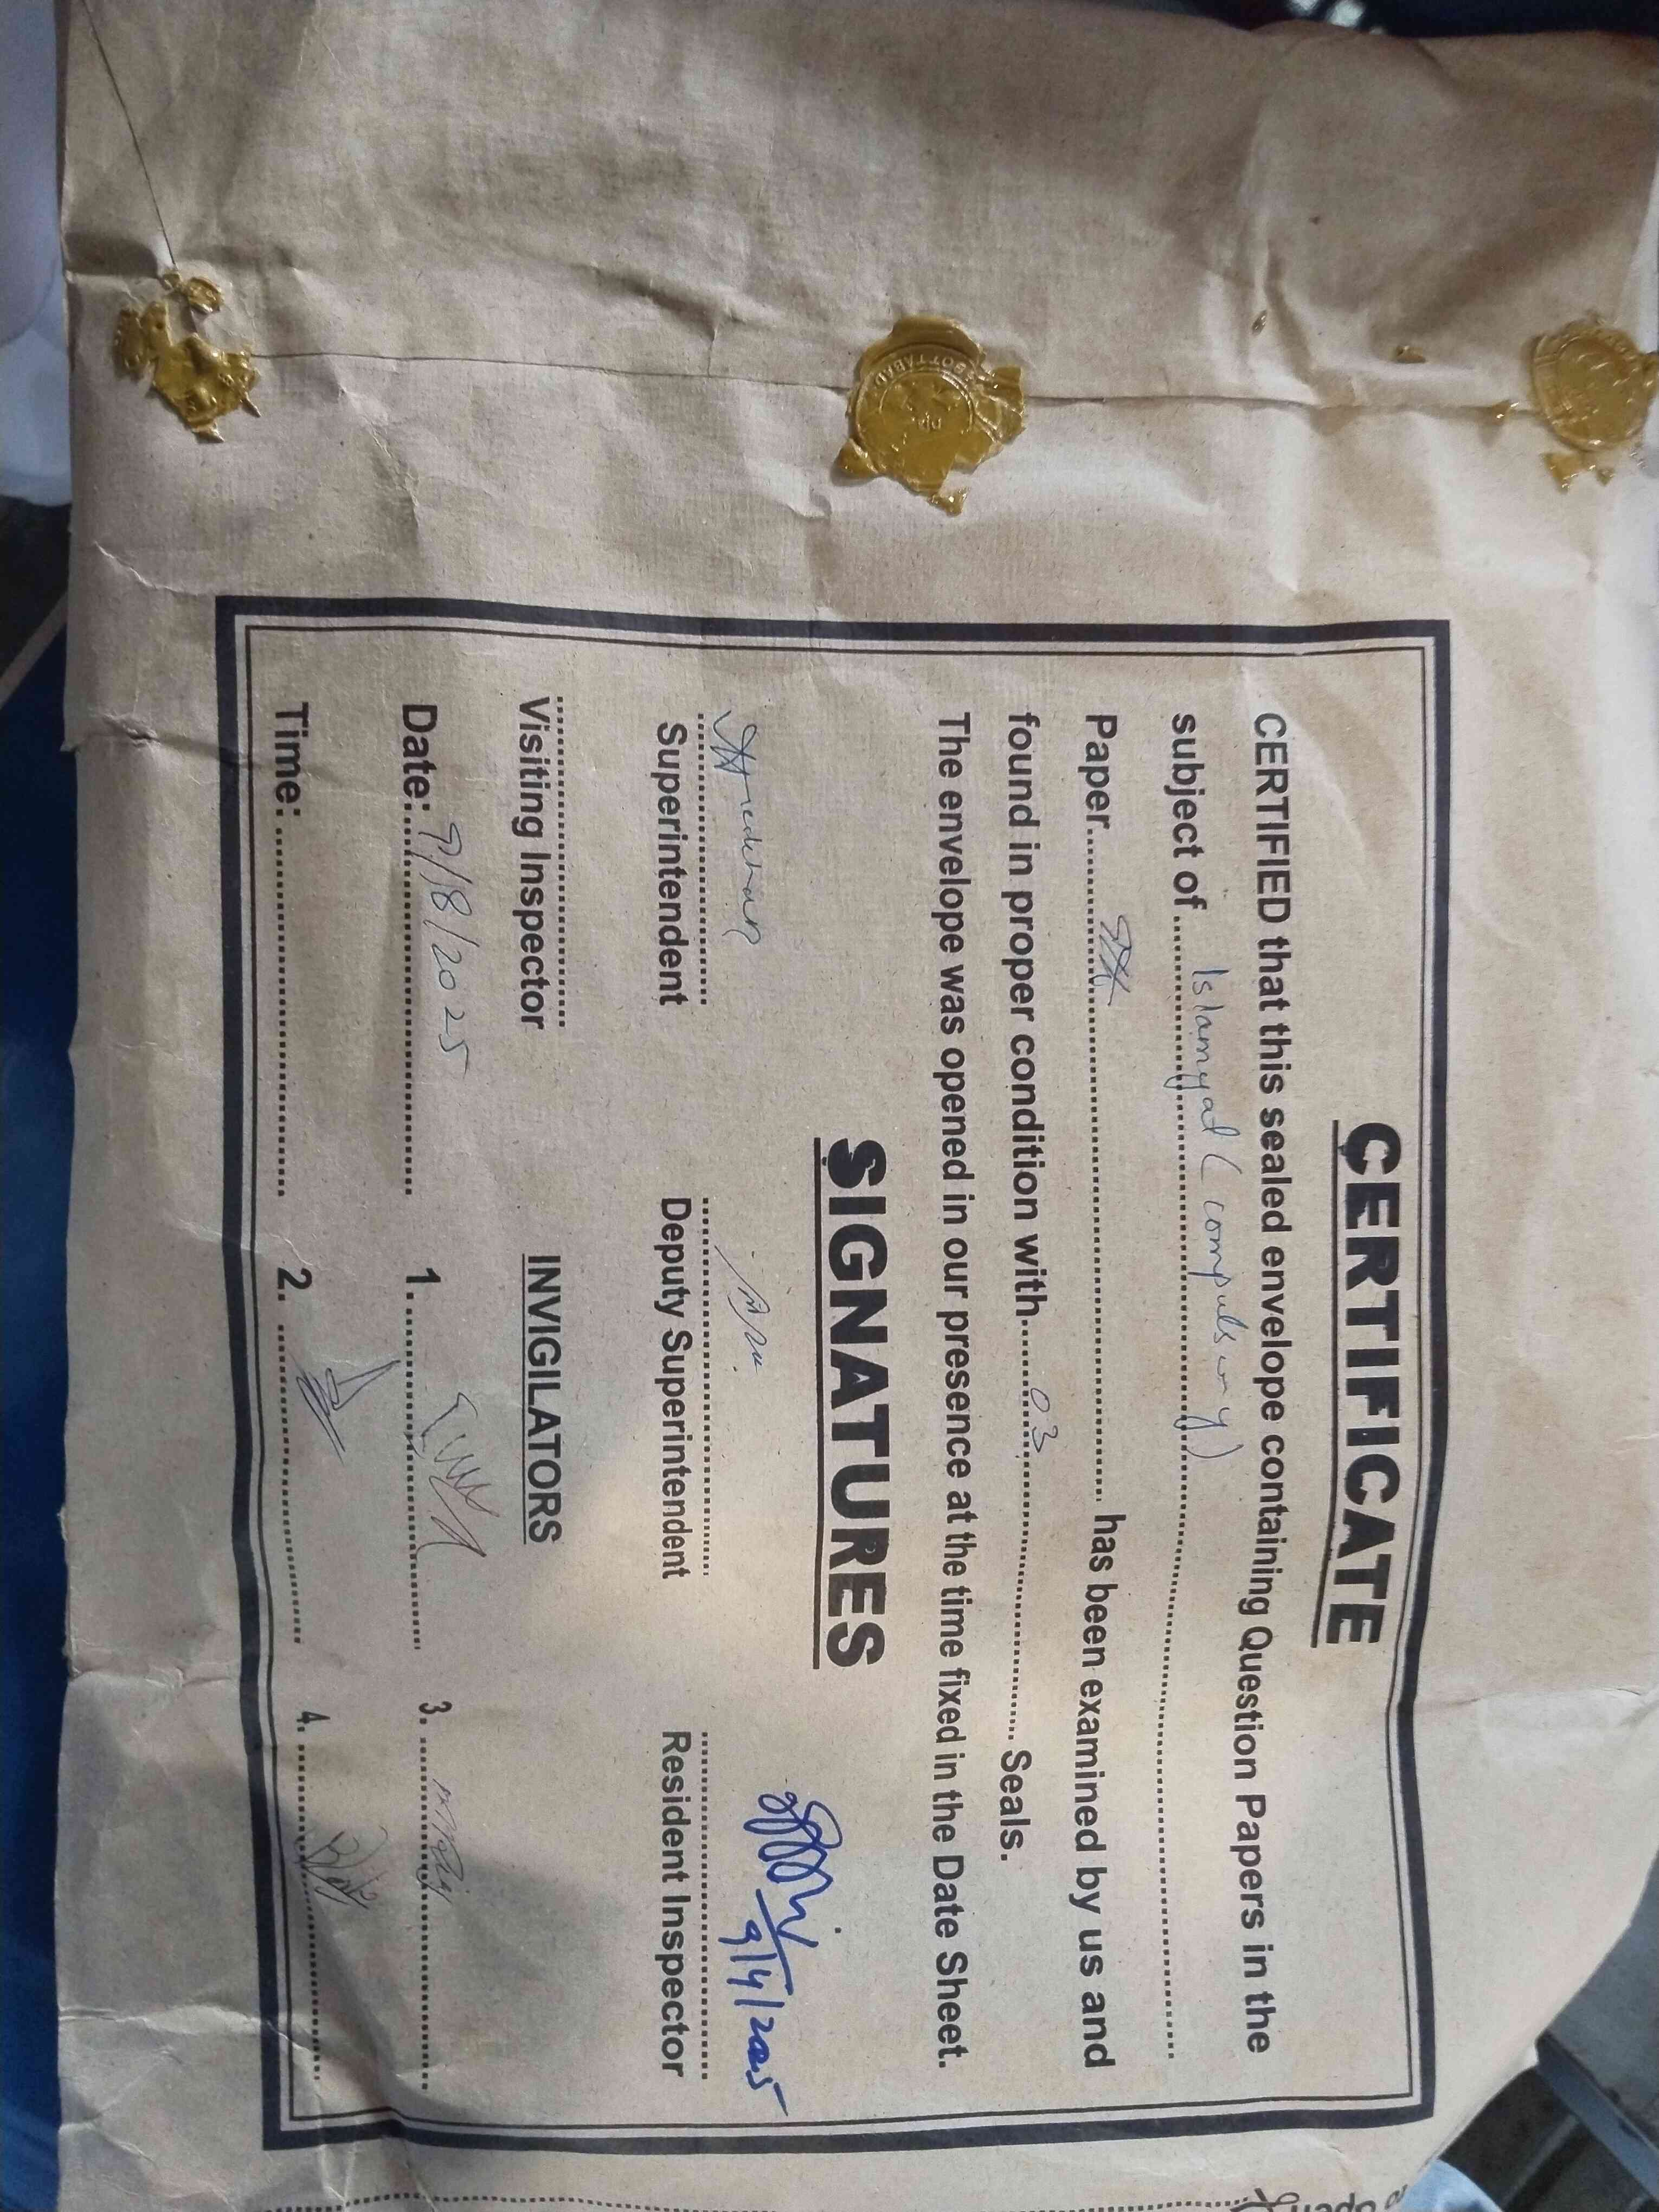 CERTIFICATE
CERTIFIED that this sealed envelope containing Question Papers in the
subject of Islamyat (compulsory)
Paper has been examined by us and
found in proper condition with 03 Seals.
The envelope was opened in our presence at the time fixed in the Date Sheet.
SIGNATURES
9/4/2025
Superintendent Deputy Superintendent Resident Inspector
Visiting Inspector INVIGILATORS
Date: 9/8/2025 1. 3.
Time: 2. 4.
ABBOTTABAD